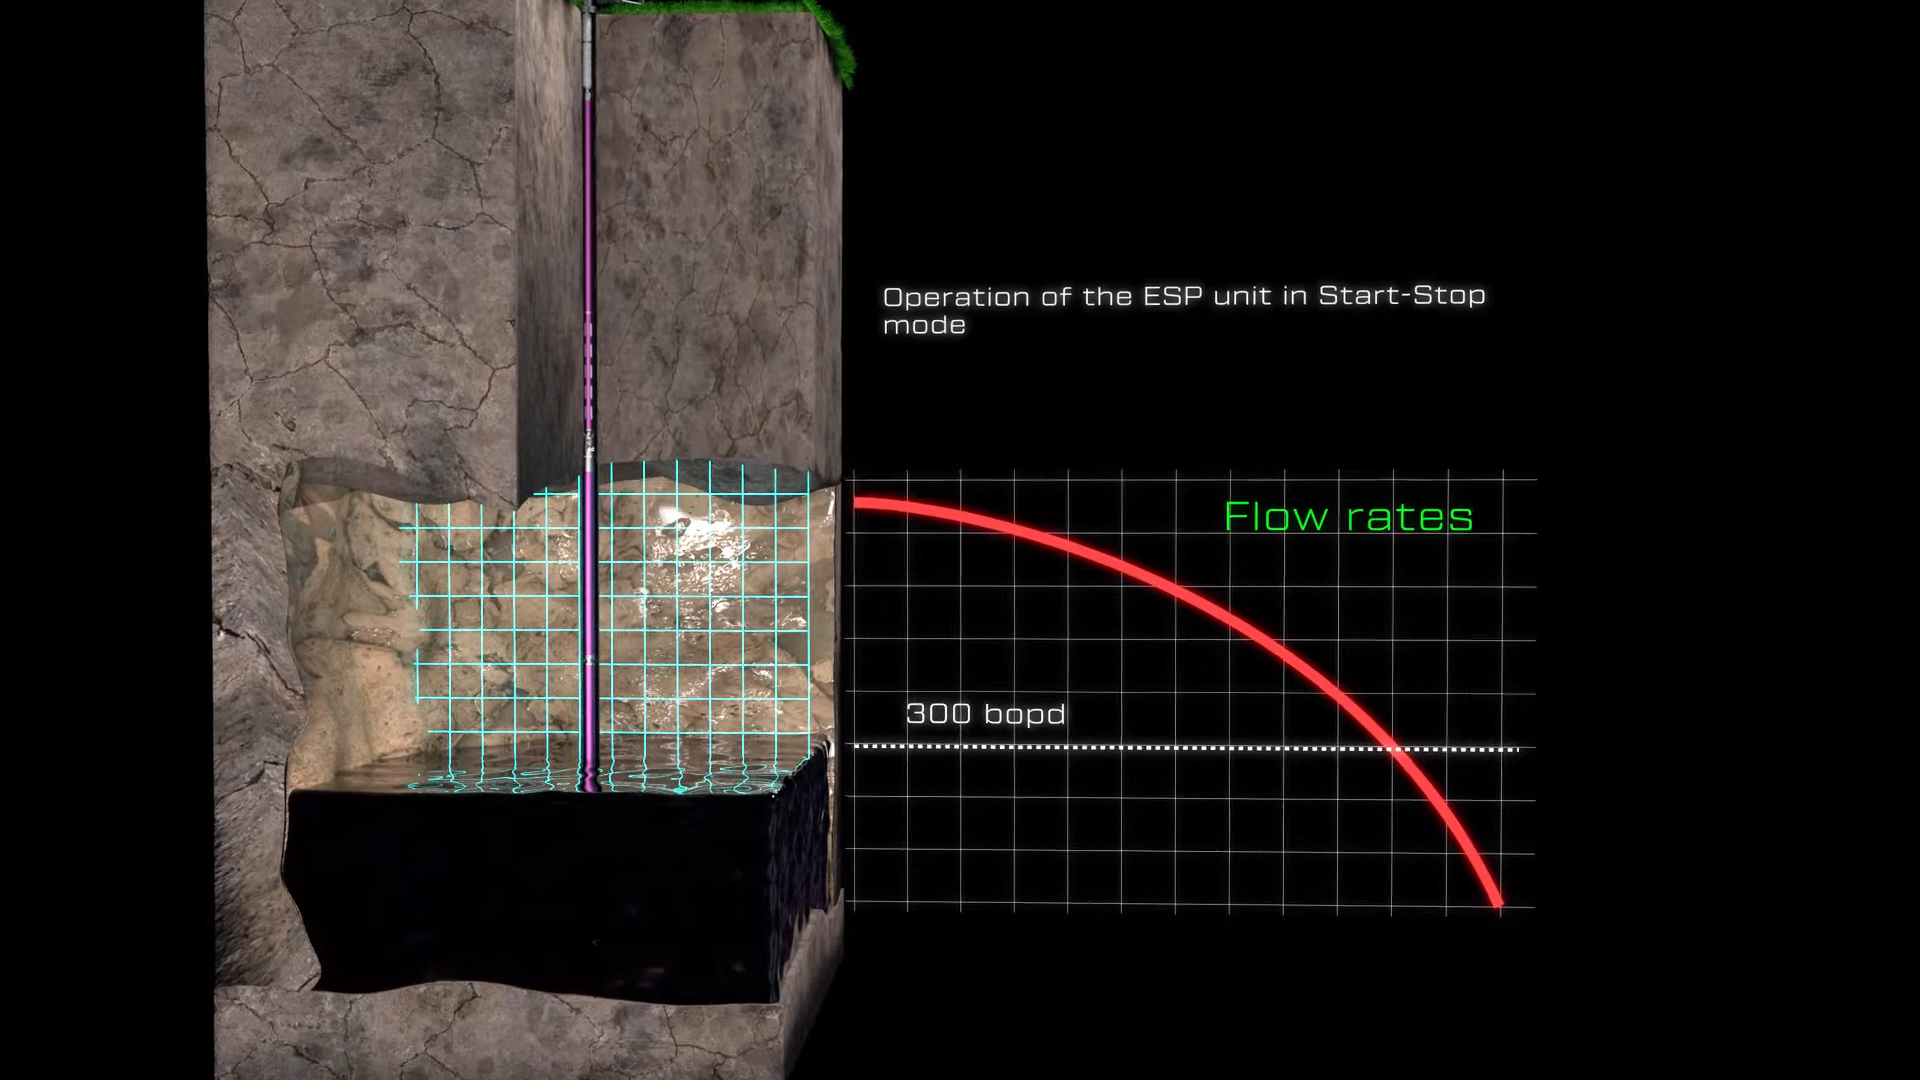 Operation of the ESP unit in Start-Stop
mode
Flow rates
300 bopd